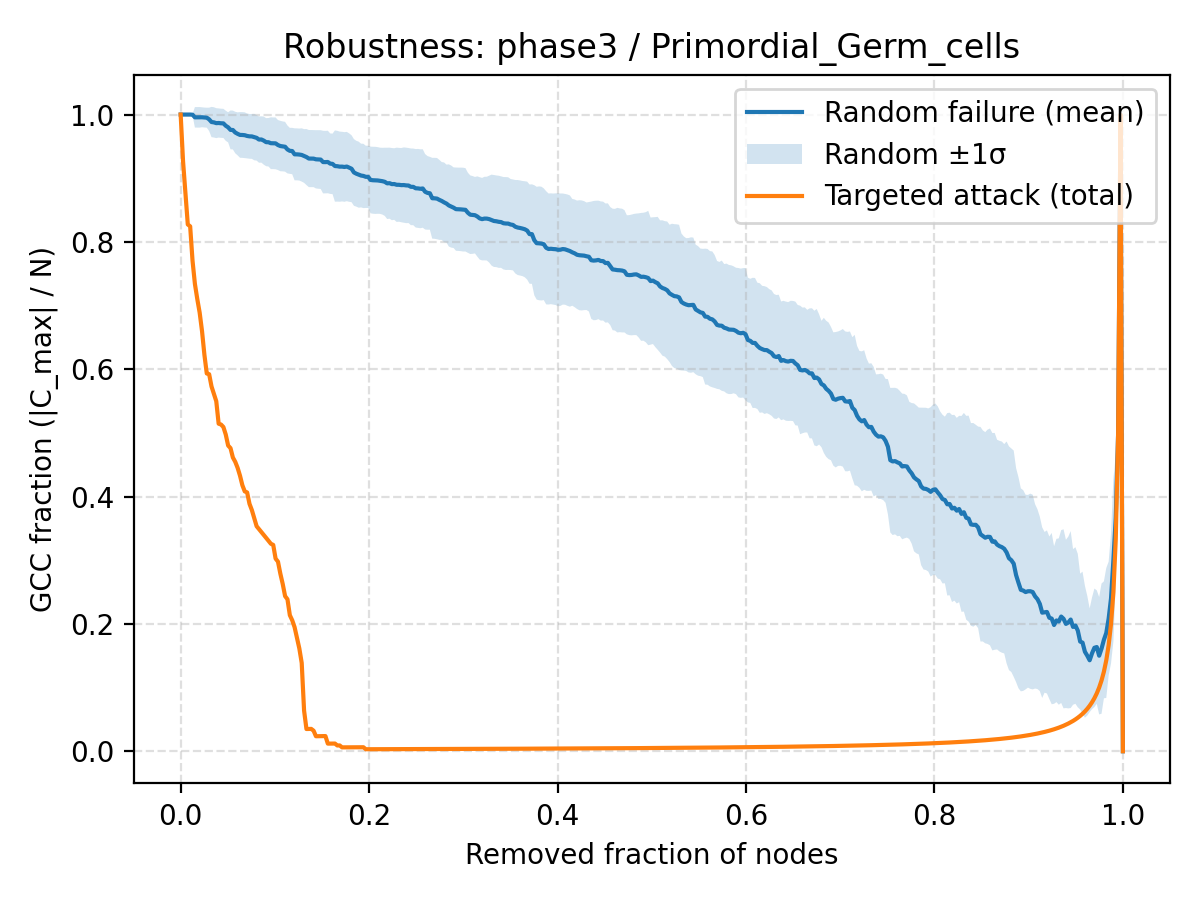 Robustness: phase3 / Primordial_Germ_cells
GCC fraction (|C_max| / N)
1.0
0.8
0.6
0.4
0.2
0.0
Random failure (mean)
Random ±1σ
Targeted attack (total)
0.0 0.2 0.4 0.6 0.8 1.0
Removed fraction of nodes